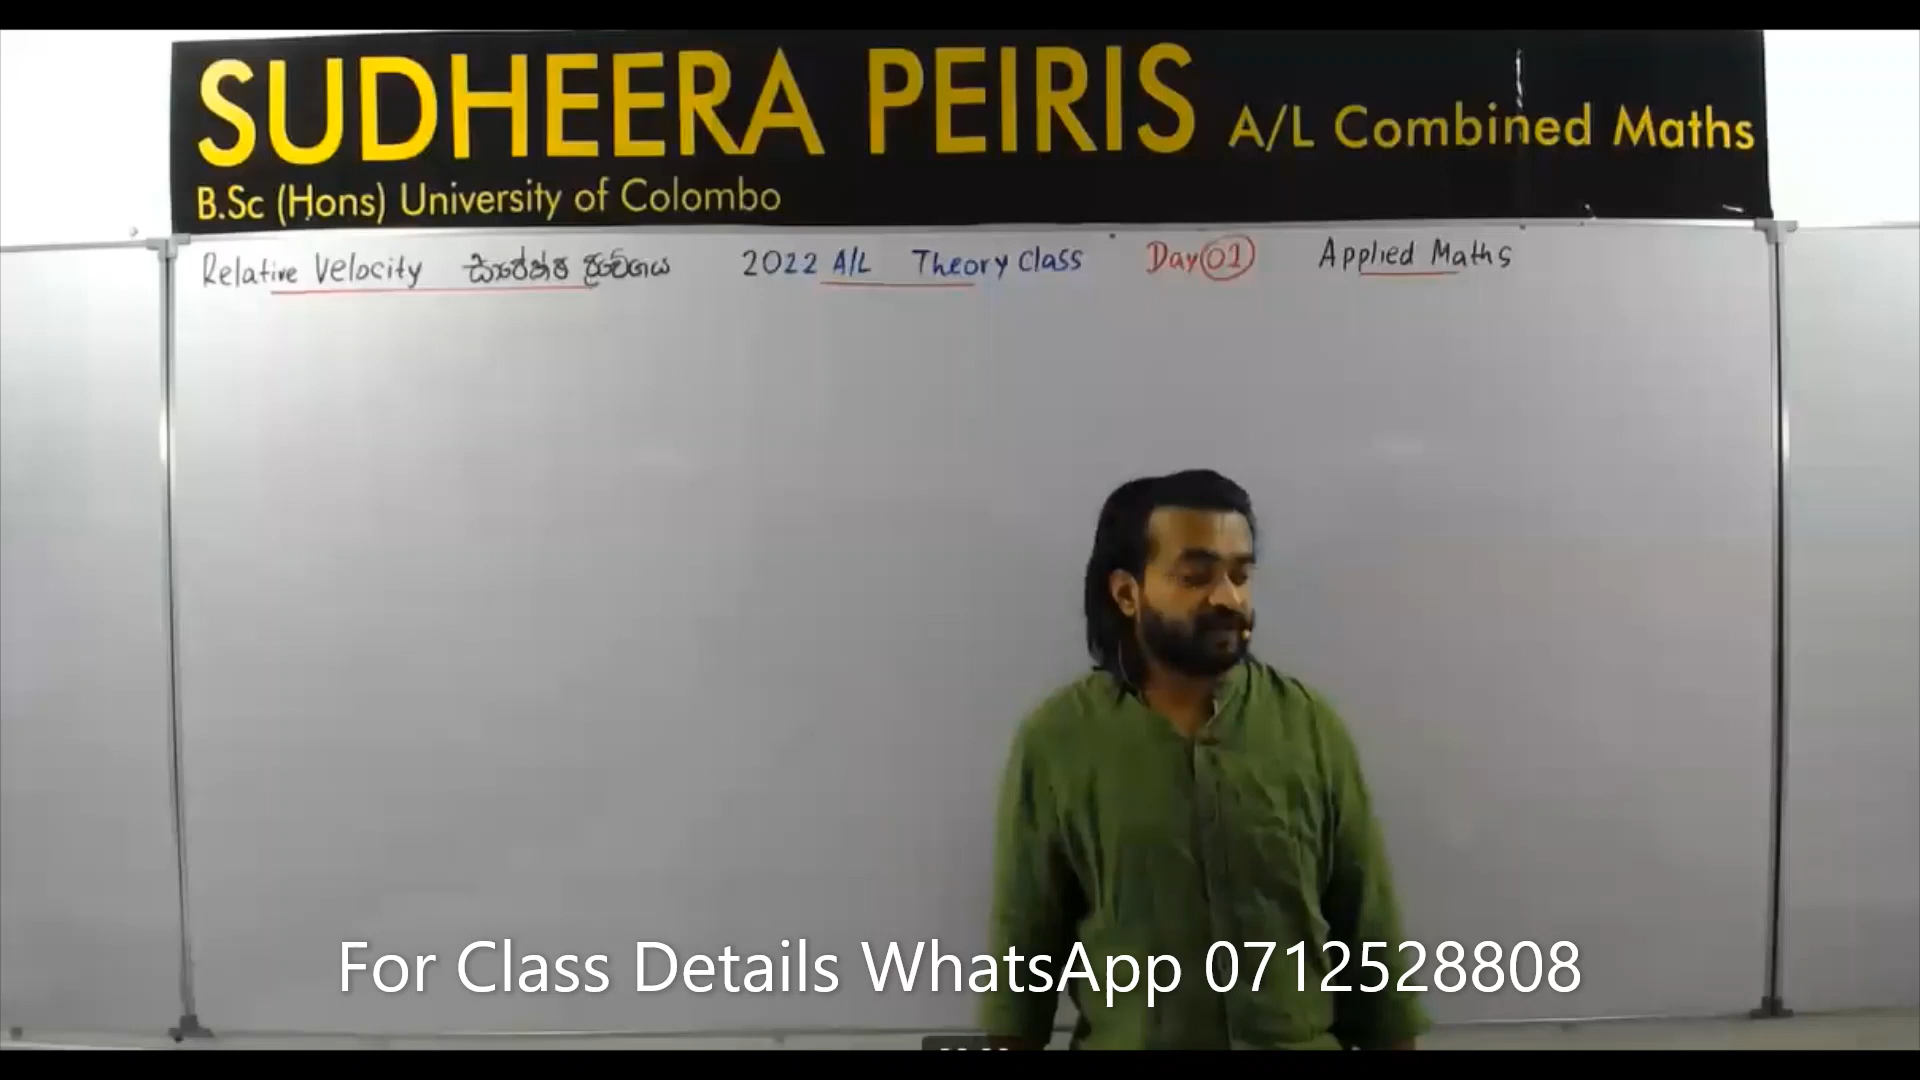 SUDHEERA PEIRIS A/L Combined Maths
B.Sc (Hons) University of Colombo
Relative Velocity සාපේක්ෂ ප්‍රවේගය 2022 A/L Theory Class Day 01 Applied Maths
For Class Details WhatsApp 0712528808